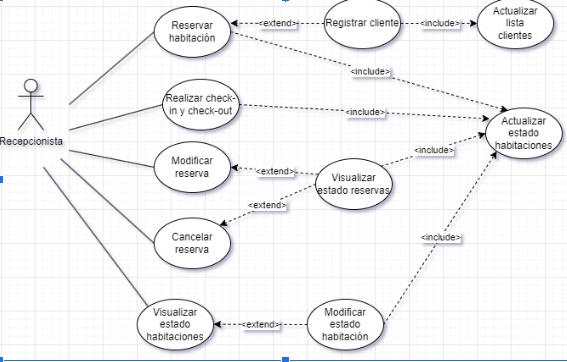 Reservar
habitación
<extend>
Registrar cliente
<include>
Actualizar
lista
clientes
<include>
Realizar check-
in y check-out
<include>
Actualizar
estado
habitaciones
Recepcionista
Modificar
reserva
<extend>
Visualizar
estado reservas
<include>
<extend>
Cancelar
reserva
<include>
Visualizar
estado
habitaciones
<extend>
Modificar
estado
habitación